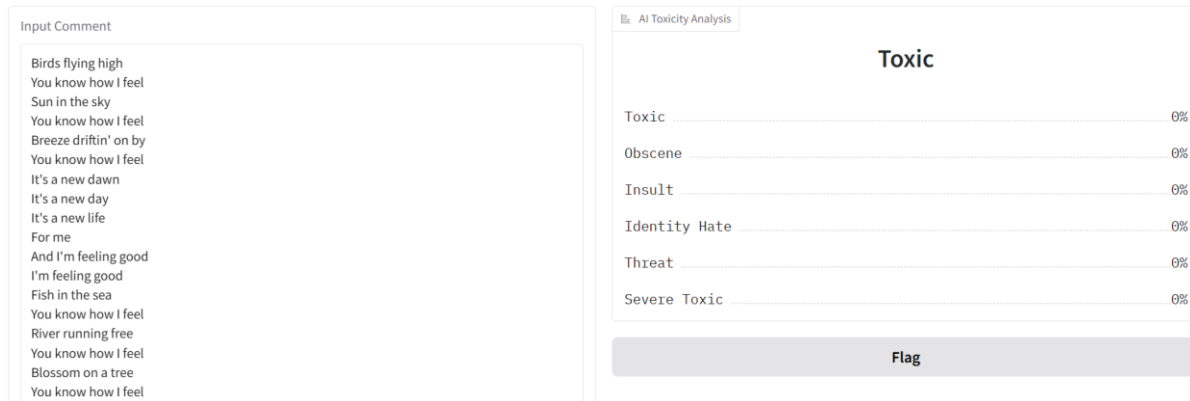 Input Comment
Birds flying high
You know how I feel
Sun in the sky
You know how I feel
Breeze driftin' on by
You know how I feel
It's a new dawn
It's a new day
It's a new life
For me
And I'm feeling good
I'm feeling good
Fish in the sea
You know how I feel
River running free
You know how I feel
Blossom on a tree
You know how I feel
AI Toxicity Analysis
Toxic
Toxic 0%
Obscene 0%
Insult 0%
Identity Hate 0%
Threat 0%
Severe Toxic 0%
Flag